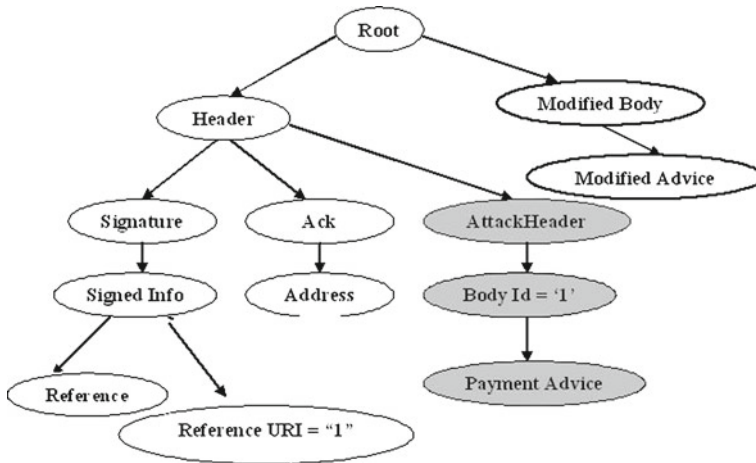 Root
Header
Modified Body
Modified Advice
Signature
Ack
AttackHeader
Signed Info
Address
Body Id = ‘1’
Reference
Payment Advice
Reference URI = “1”